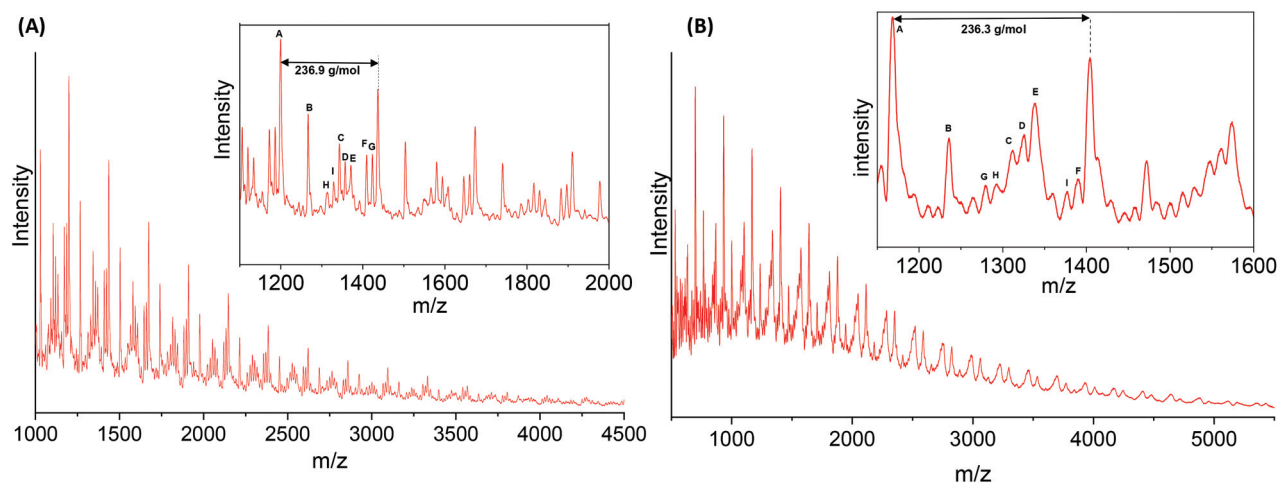 (A)
Intensity
1000 1500 2000 2500 3000 3500 4000 4500
m/z
Intensity
A
236.9 g/mol
B
C
D
E
F
G
H
I
1200 1400 1600 1800 2000
m/z
(B)
Intensity
1000 2000 3000 4000 5000
m/z
intensity
A
236.3 g/mol
B
C
D
E
G
H
I
F
1200 1300 1400 1500 1600
m/z